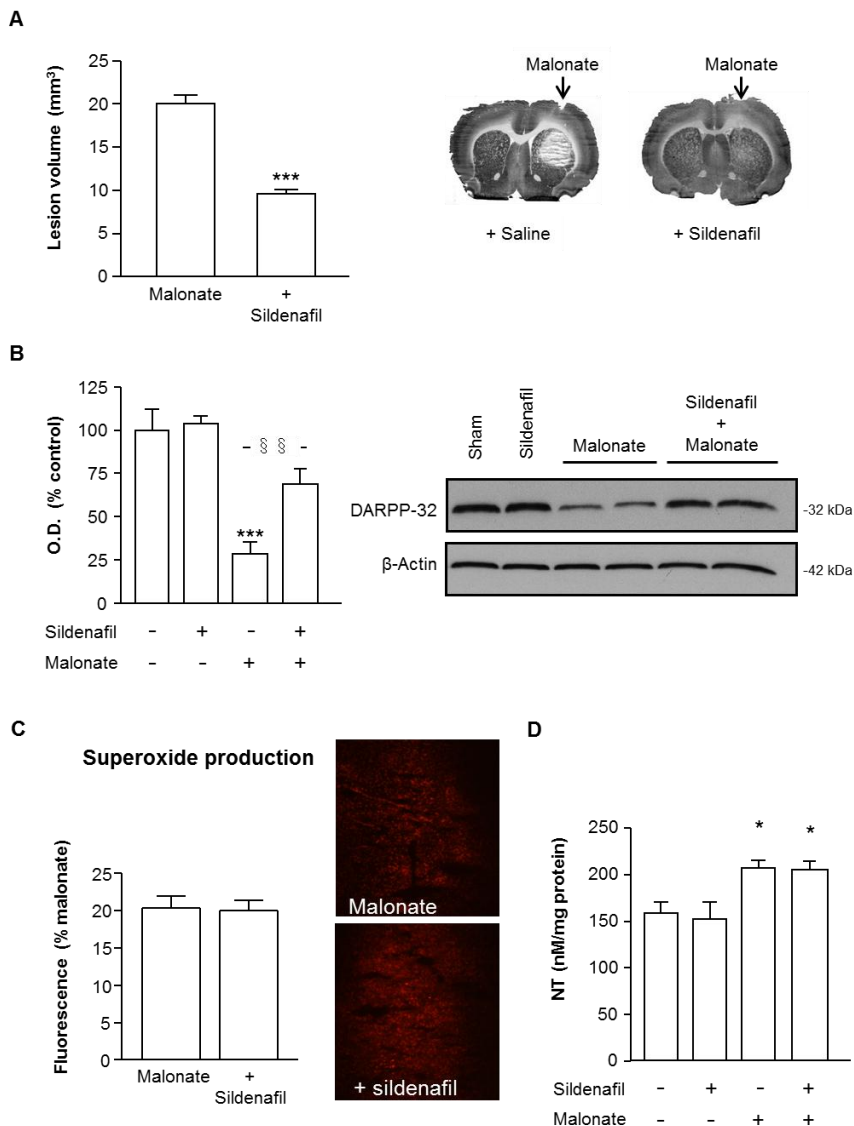 A
Lesion volume (mm³)
25
20
15
10
5
0
***
Malonate
+
Sildenafil
Malonate
Malonate
+ Saline
+ Sildenafil
B
O.D. (% control)
125
100
75
50
25
0
– § § –
***
Sildenafil - + - +
Malonate - - + +
Sham
Sildenafil
Malonate
Sildenafil
+
Malonate
DARPP-32
-32 kDa
β-Actin
-42 kDa
C
Superoxide production
Fluorescence (% malonate)
25
20
15
10
5
0
Malonate
+
Sildenafil
Malonate
+ sildenafil
D
NT (nM/mg protein)
250
200
150
100
50
0
* *
Sildenafil - + - +
Malonate - - + +